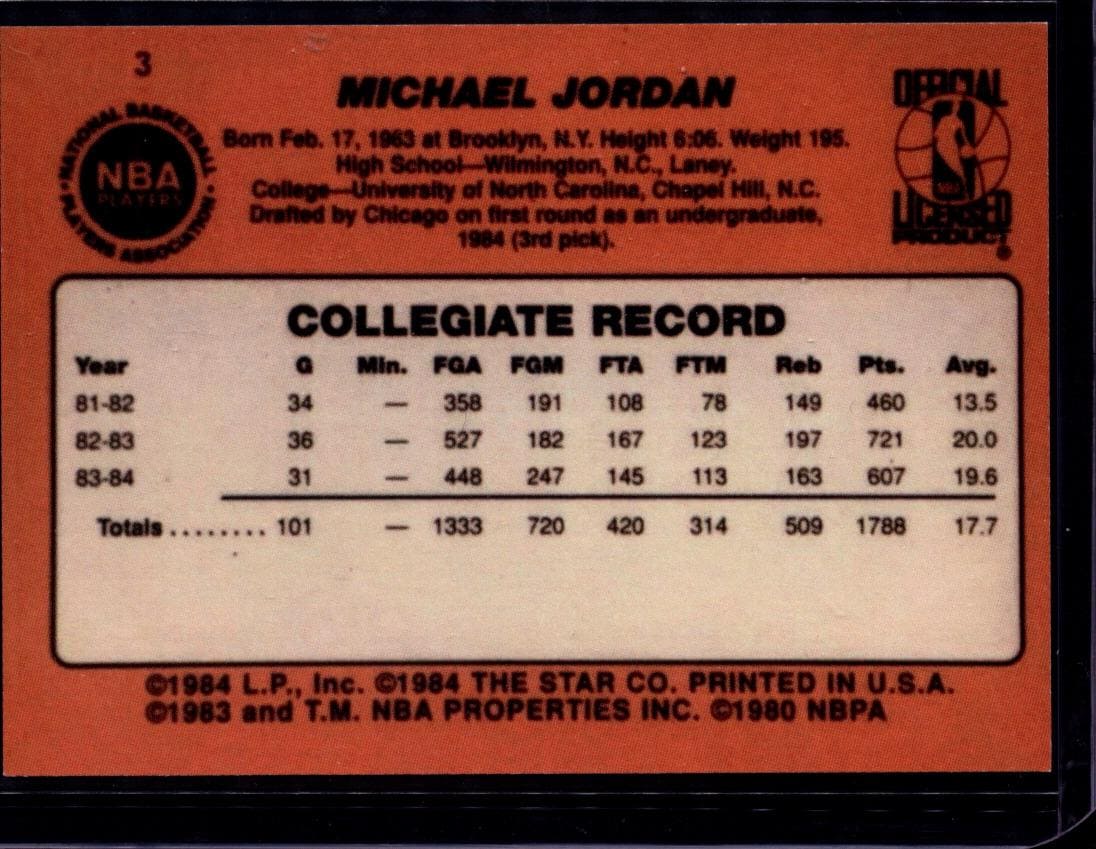 3
MICHAEL JORDAN
Born Feb. 17, 1963 at Brooklyn, N.Y. Height 6:06. Weight 195.
High School—Wilmington, N.C., Laney.
College—University of North Carolina, Chapel Hill, N.C.
Drafted by Chicago on first round as an undergraduate,
1984 (3rd pick).
NATIONAL BASKETBALL
NBA
PLAYERS
PLAYERS ASSOCIATION
OFFICIAL
NBA
LICENSED
PRODUCT
COLLEGIATE RECORD
Year G Min. FGA FGM FTA FTM Reb Pts. Avg.
81-82 34 — 358 191 108 78 149 460 13.5
82-83 36 — 527 182 167 123 197 721 20.0
83-84 31 — 448 247 145 113 163 607 19.6
Totals ........ 101 — 1333 720 420 314 509 1788 17.7
©1984 L.P., Inc. ©1984 THE STAR CO. PRINTED IN U.S.A.
©1983 and T.M. NBA PROPERTIES INC. ©1980 NBPA